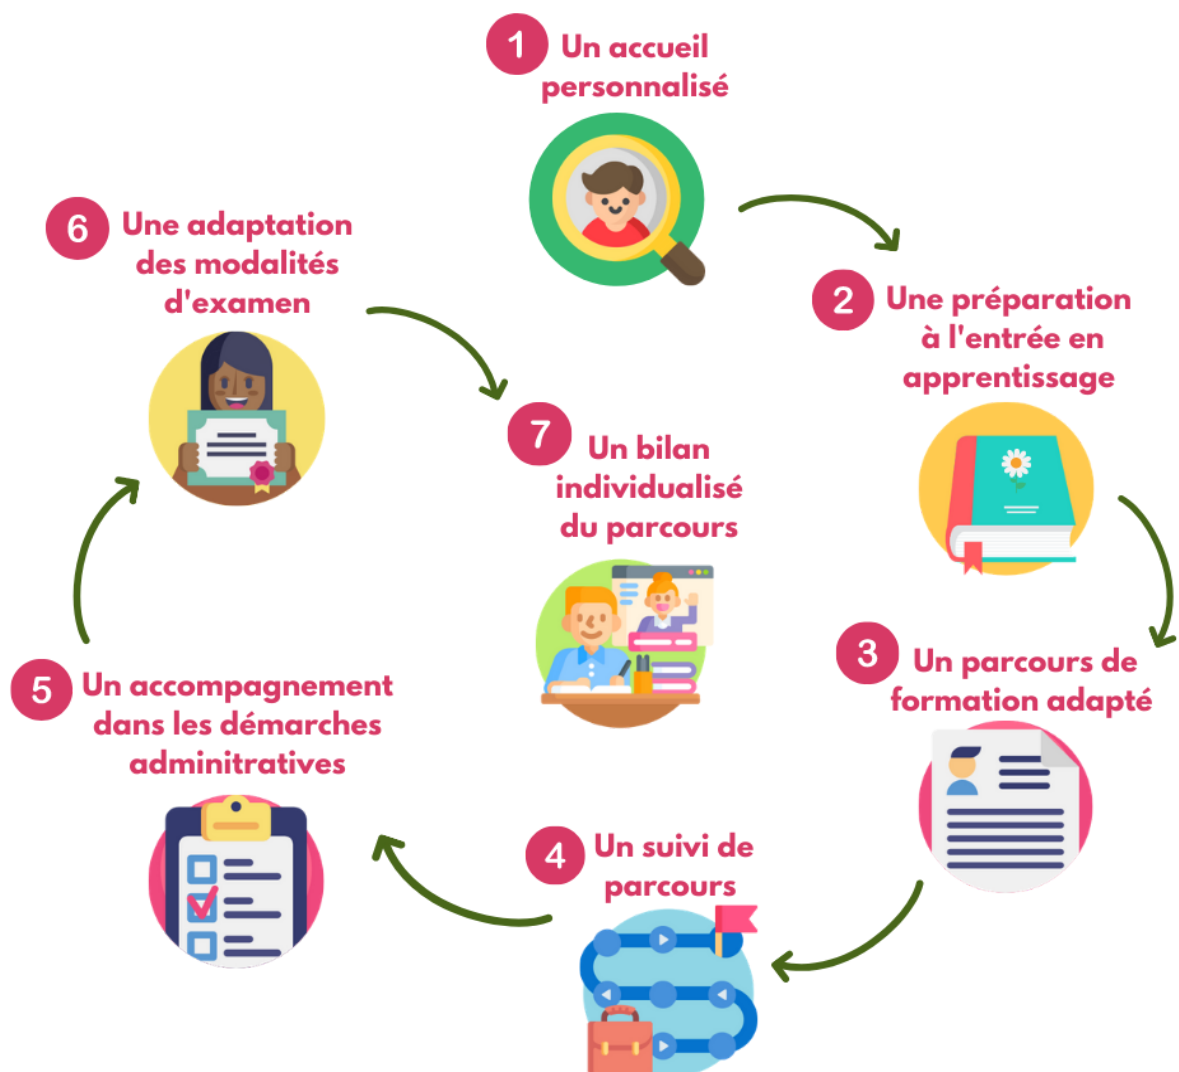 1
Un accueil
personnalisé
2
Une préparation
à l'entrée en
apprentissage
3
Un parcours de
formation adapté
4
Un suivi de
parcours
5
Un accompagnement
dans les démarches
adminitratives
6
Une adaptation
des modalités
d'examen
7
Un bilan
individualisé
du parcours